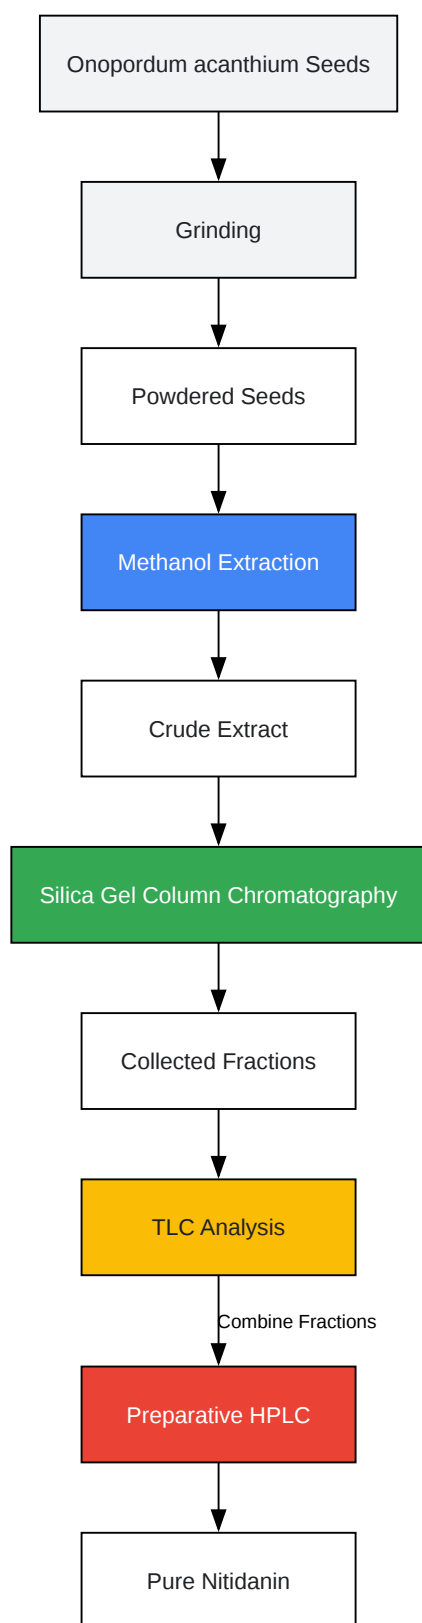 Onopordum acanthium Seeds
Grinding
Powdered Seeds
Methanol Extraction
Crude Extract
Silica Gel Column Chromatography
Collected Fractions
TLC Analysis
Combine Fractions
Preparative HPLC
Pure Nitidanin